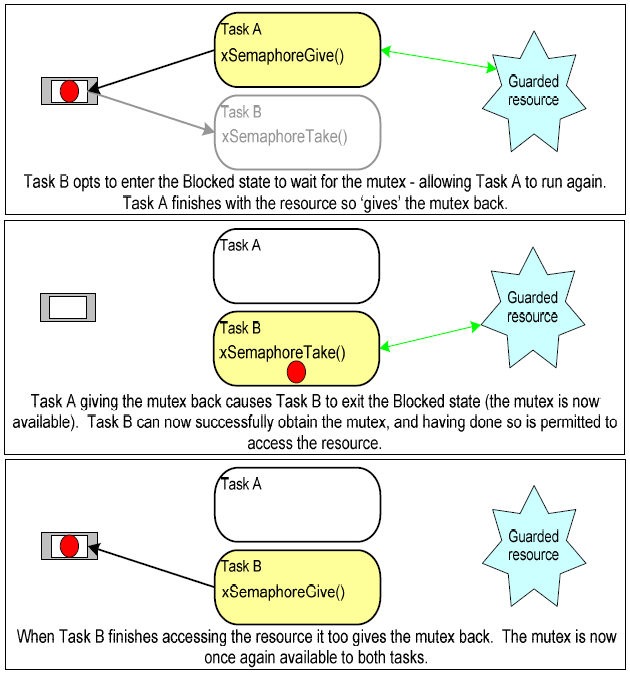 Task A
xSemaphoreGive()
Guarded
resource
Task B
xSemaphoreTake()
Task B opts to enter the Blocked state to wait for the mutex - allowing Task A to run again.
Task A finishes with the resource so ‘gives’ the mutex back.
Task A
Guarded
resource
Task B
xSemaphoreTake()
Task A giving the mutex back causes Task B to exit the Blocked state (the mutex is now
available). Task B can now successfully obtain the mutex, and having done so is permitted to
access the resource.
Task A
Guarded
resource
Task B
xSemaphoreGive()
When Task B finishes accessing the resource it too gives the mutex back. The mutex is now
once again available to both tasks.